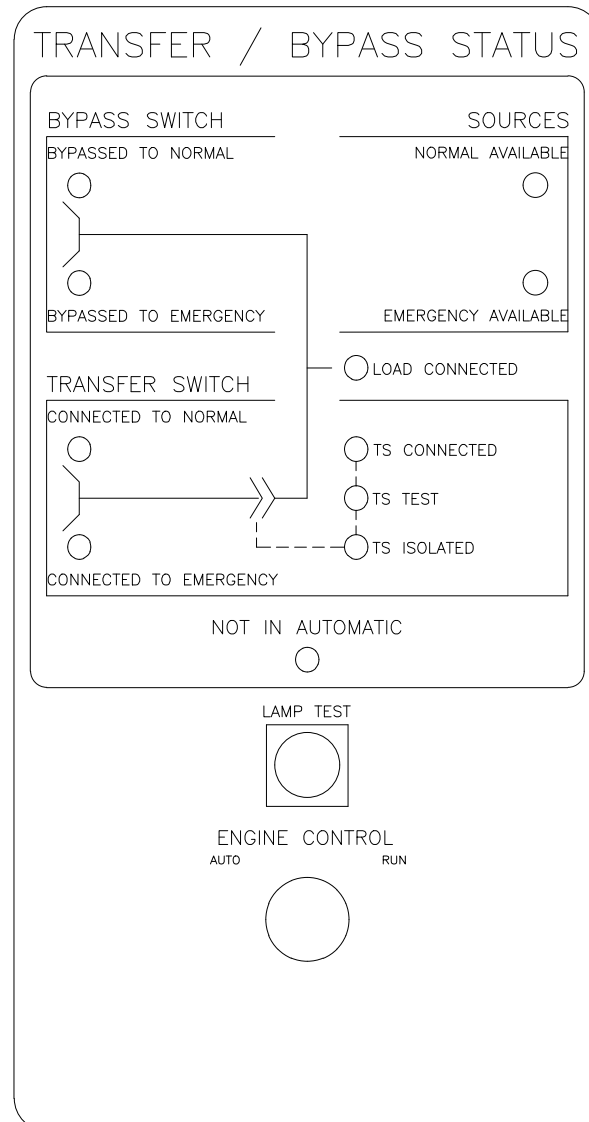 TRANSFER / BYPASS STATUS
BYPASS SWITCH
SOURCES
BYPASSED TO NORMAL
NORMAL AVAILABLE
BYPASSED TO EMERGENCY
EMERGENCY AVAILABLE
LOAD CONNECTED
TRANSFER SWITCH
CONNECTED TO NORMAL
TS CONNECTED
TS TEST
TS ISOLATED
CONNECTED TO EMERGENCY
NOT IN AUTOMATIC
LAMP TEST
ENGINE CONTROL
AUTO
RUN